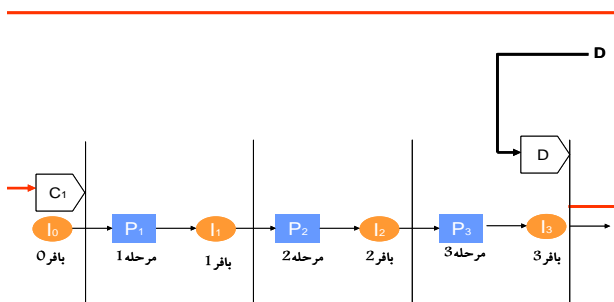 D
D
C1
I0
P1
I1
P2
I2
P3
I3
بافر0
مرحله1
بافر1
مرحله2
بافر2
مرحله3
بافر3